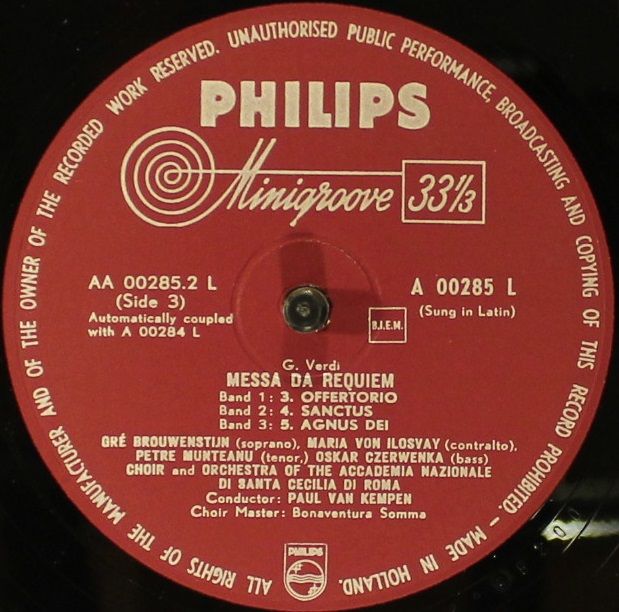 ALL RIGHTS OF THE MANUFACTURER AND OF THE OWNER OF THE RECORDED WORK RESERVED. UNAUTHORISED PUBLIC PERFORMANCE, BROADCASTING AND COPYING OF THIS RECORD PROHIBITED. – MADE IN HOLLAND.
PHILIPS
Minigroove 33⅓
AA 00285.2 L
(Side 3)
Automatically coupled
with A 00284 L
A 00285 L
(Sung in Latin)
B.I.E.M.
G. Verdi
MESSA DA REQUIEM
Band 1: 3. OFFERTORIO
Band 2: 4. SANCTUS
Band 3: 5. AGNUS DEI
GRÉ BROUWENSTIJN (soprano), MARIA VON ILOSVAY (contralto),
PETRE MUNTEANU (tenor,) OSKAR CZERWENKA (bass)
CHOIR and ORCHESTRA OF THE ACCADEMIA NAZIONALE
DI SANTA CECILIA DI ROMA
Conductor: PAUL VAN KEMPEN
Choir Master: Bonaventura Somma
PHILIPS